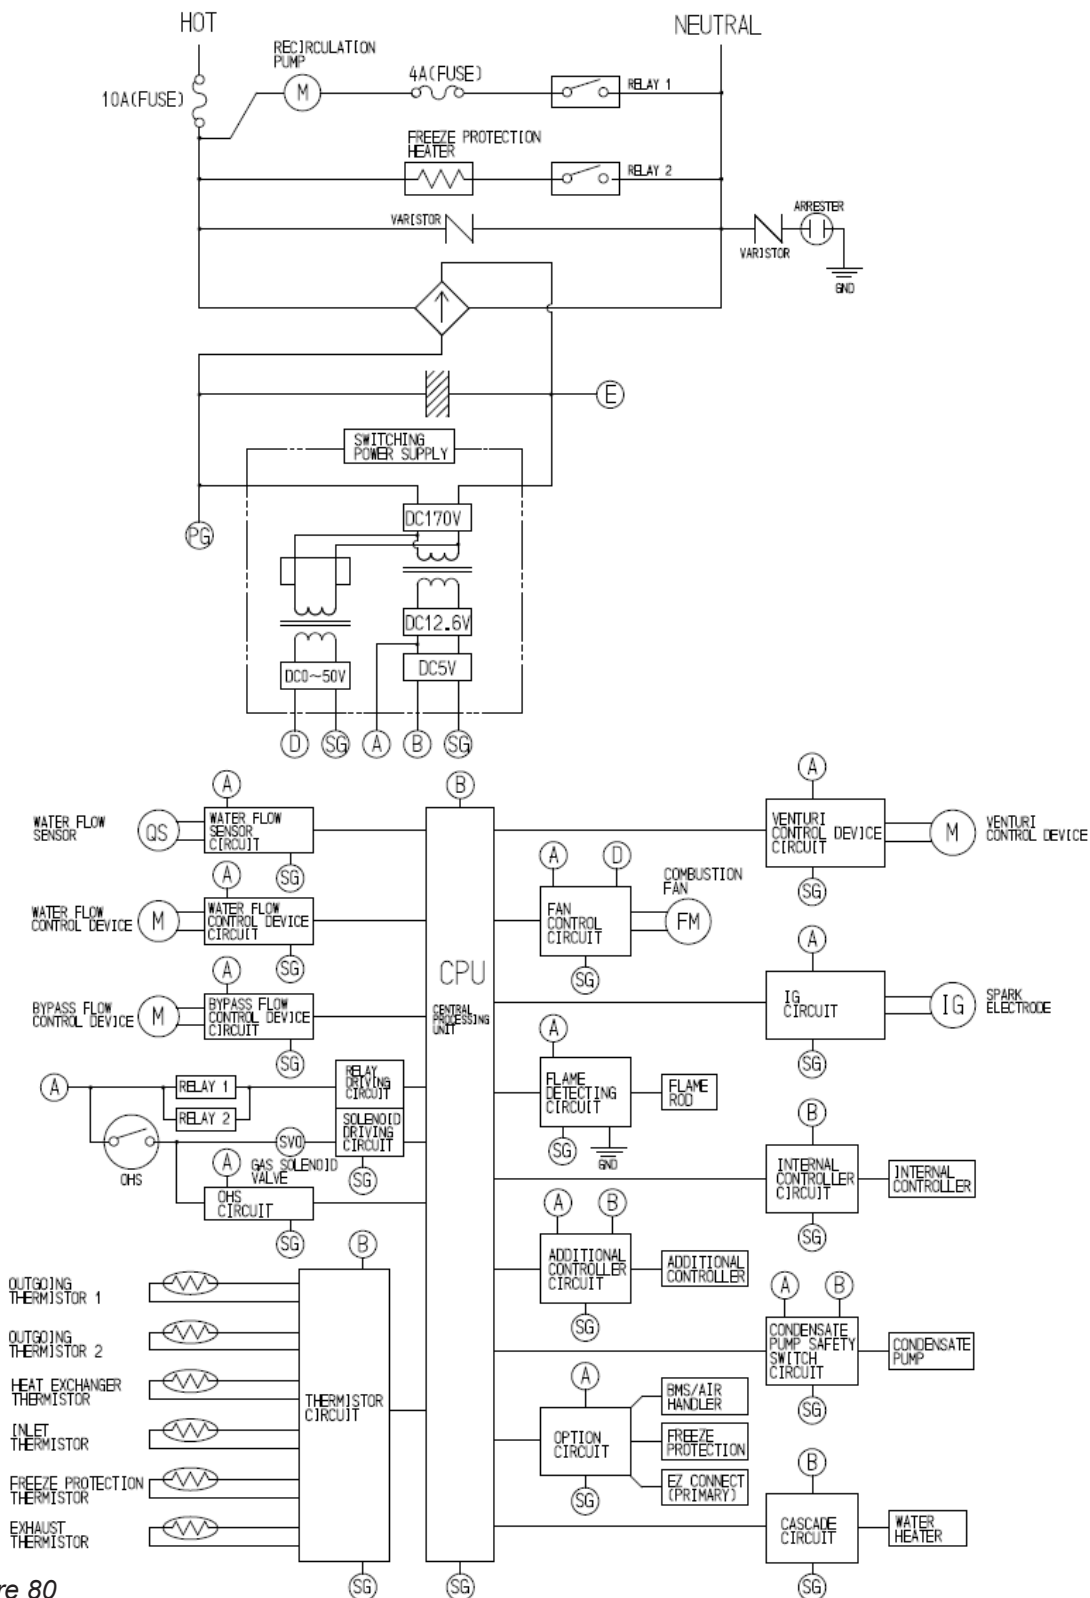 HOT
NEUTRAL
RECIRCULATION
PUMP
M
4A(FUSE)
10A(FUSE)
RELAY 1
FREEZE PROTECTION
HEATER
RELAY 2
VARISTOR
ARRESTER
VARISTOR
GND
E
SWITCHING
POWER SUPPLY
DC170V
PG
DC12.6V
DC0~50V
DC5V
D
SG
A
B
SG
A
B
A
WATER FLOW
SENSOR
QS
WATER FLOW
SENSOR
CIRCUIT
SG
A
WATER FLOW
CONTROL DEVICE
M
WATER FLOW
CONTROL DEVICE
CIRCUIT
SG
A
BYPASS FLOW
CONTROL DEVICE
M
BYPASS FLOW
CONTROL DEVICE
CIRCUIT
SG
A
RELAY 1
RELAY 2
RELAY
DRIVING
CIRCUIT
SOLENOID
DRIVING
CIRCUIT
SG
OHS
SV0
GAS SOLENOID
VALVE
A
OHS
CIRCUIT
SG
B
OUTGOING
THERMISTOR 1
OUTGOING
THERMISTOR 2
HEAT EXCHANGER
THERMISTOR
INLET
THERMISTOR
FREEZE PROTECTION
THERMISTOR
EXHAUST
THERMISTOR
THERMISTOR
CIRCUIT
SG
CPU
CENTRAL
PROCESSING
UNIT
SG
VENTURI
CONTROL DEVICE
CIRCUIT
M
VENTURI
CONTROL DEVICE
SG
A
D
COMBUSTION
FAN
FAN
CONTROL
CIRCUIT
FM
SG
A
IG
CIRCUIT
IG
SPARK
ELECTRODE
SG
A
FLAME
DETECTING
CIRCUIT
FLAME
ROD
SG
GND
B
INTERNAL
CONTROLLER
CIRCUIT
INTERNAL
CONTROLLER
SG
A
B
ADDITIONAL
CONTROLLER
CIRCUIT
ADDITIONAL
CONTROLLER
SG
A
B
CONDENSATE
PUMP SAFETY
SWITCH
CIRCUIT
CONDENSATE
PUMP
SG
A
OPTION
CIRCUIT
BMS/AIR
HANDLER
FREEZE
PROTECTION
EZ CONNECT
(PRIMARY)
SG
B
CASCADE
CIRCUIT
WATER
HEATER
SG
re 80